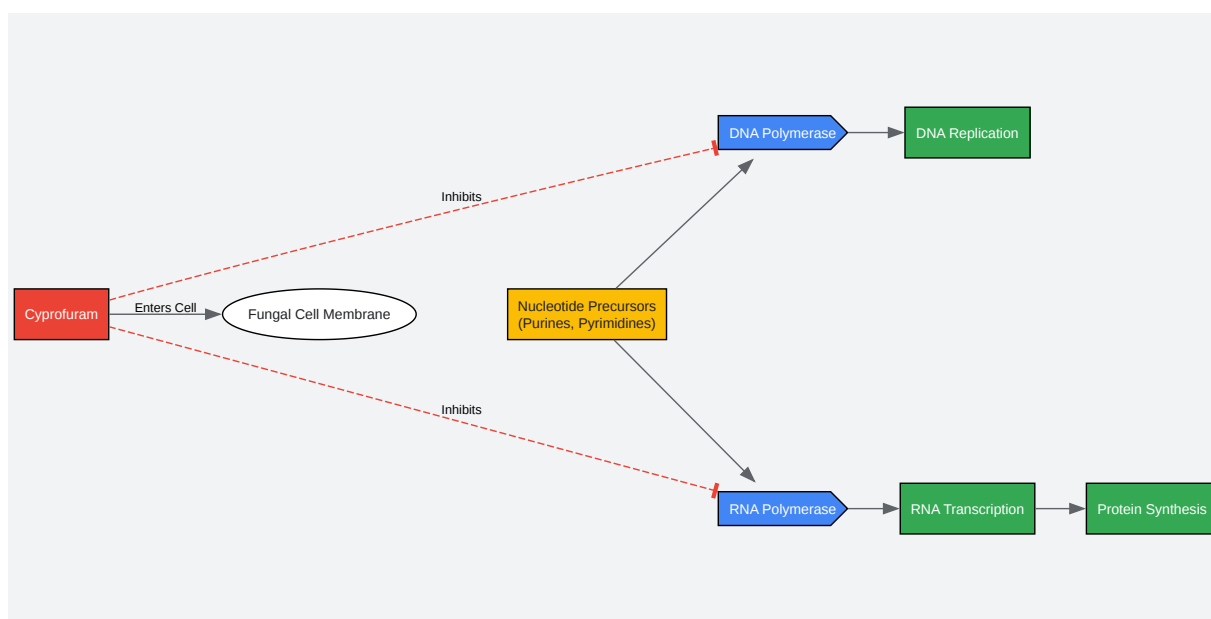 DNA Polymerase
DNA Replication
Inhibits
Cyprofuram
Enters Cell
Fungal Cell Membrane
Nucleotide Precursors
(Purines, Pyrimidines)
Inhibits
RNA Polymerase
RNA Transcription
Protein Synthesis